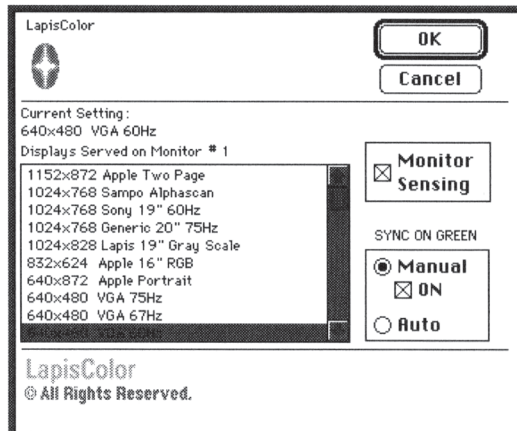 LapisColor
OK
Cancel
Current Setting:
640x480 VGA 60Hz
Displays Served on Monitor # 1
1152x872 Apple Two Page
1024x768 Sampo Alphascan
1024x768 Sony 19" 60Hz
1024x768 Generic 20" 75Hz
1024x828 Lapis 19" Gray Scale
832x624 Apple 16" RGB
640x872 Apple Portrait
640x480 VGA 75Hz
640x480 VGA 67Hz
640x480 VGA 60Hz
Monitor
Sensing
SYNC ON GREEN
Manual
ON
Auto
LapisColor
© All Rights Reserved.